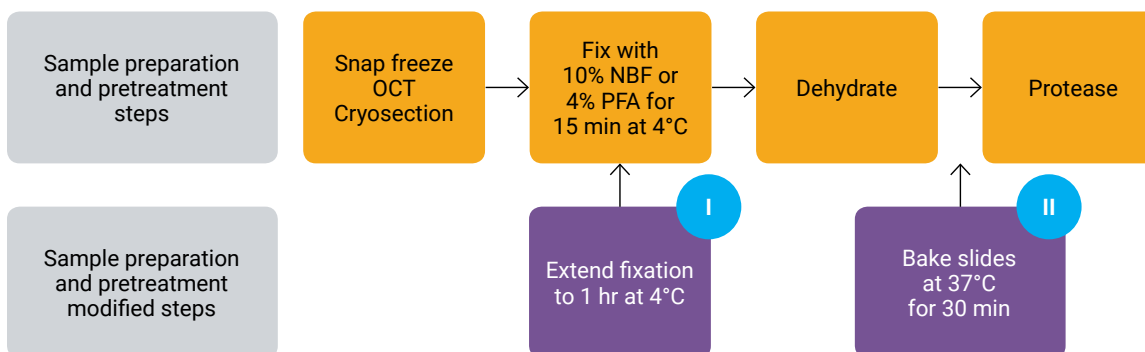 Sample preparation
and pretreatment
steps
Snap freeze
OCT
Cryosection
Fix with
10% NBF or
4% PFA for
15 min at 4°C
Dehydrate
Protease
Sample preparation
and pretreatment
modified steps
I
Extend fixation
to 1 hr at 4°C
II
Bake slides
at 37°C
for 30 min